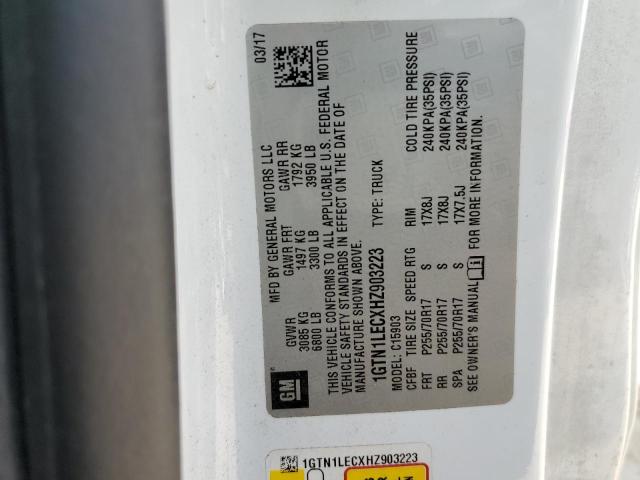 GM
MFD BY GENERAL MOTORS LLC
03/17
GVWR GAWR FRT GAWR RR
3085 KG 1497 KG 1792 KG
6800 LB 3300 LB 3950 LB
THIS VEHICLE CONFORMS TO ALL APPLICABLE U.S. FEDERAL MOTOR
VEHICLE SAFETY STANDARDS IN EFFECT ON THE DATE OF
MANUFACTURE SHOWN ABOVE.
1GTN1LECXHZ903223 TYPE: TRUCK
MODEL: C15903
CFBF TIRE SIZE SPEED RTG RIM COLD TIRE PRESSURE
FRT P255/70R17 S 17X8J 240KPA(35PSI)
RR P255/70R17 S 17X8J 240KPA(35PSI)
SPA P255/70R17 S 17X7.5J 240KPA(35PSI)
SEE OWNER'S MANUAL FOR MORE INFORMATION.
1GTN1LECXHZ903223